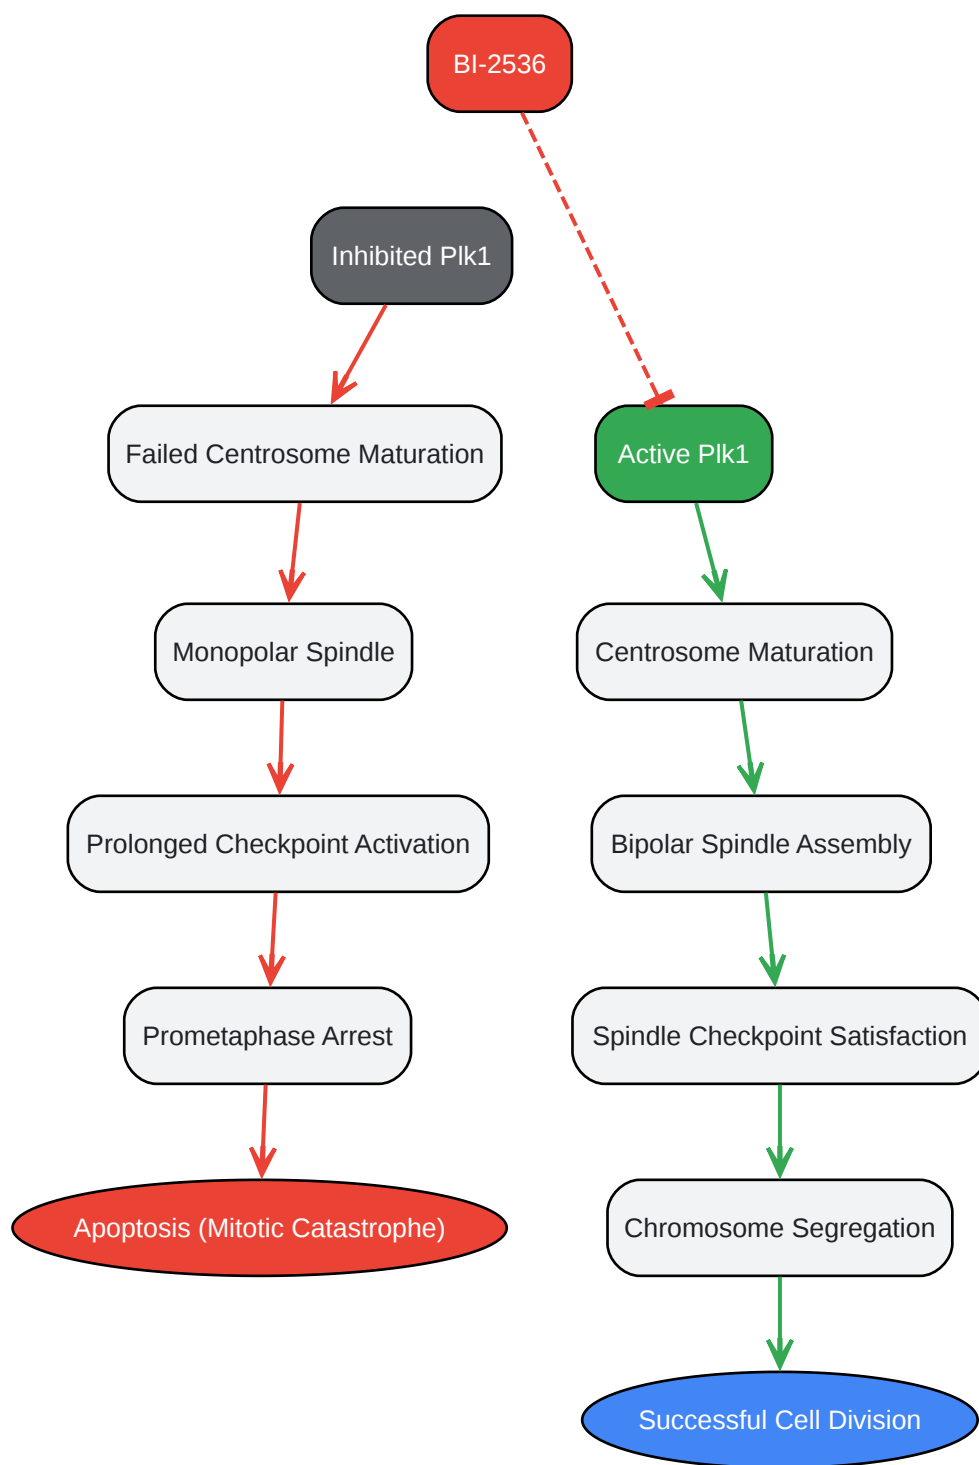 BI-2536
Inhibited Plk1
Failed Centrosome Maturation
Active Plk1
Monopolar Spindle
Centrosome Maturation
Prolonged Checkpoint Activation
Bipolar Spindle Assembly
Prometaphase Arrest
Spindle Checkpoint Satisfaction
Apoptosis (Mitotic Catastrophe)
Chromosome Segregation
Successful Cell Division